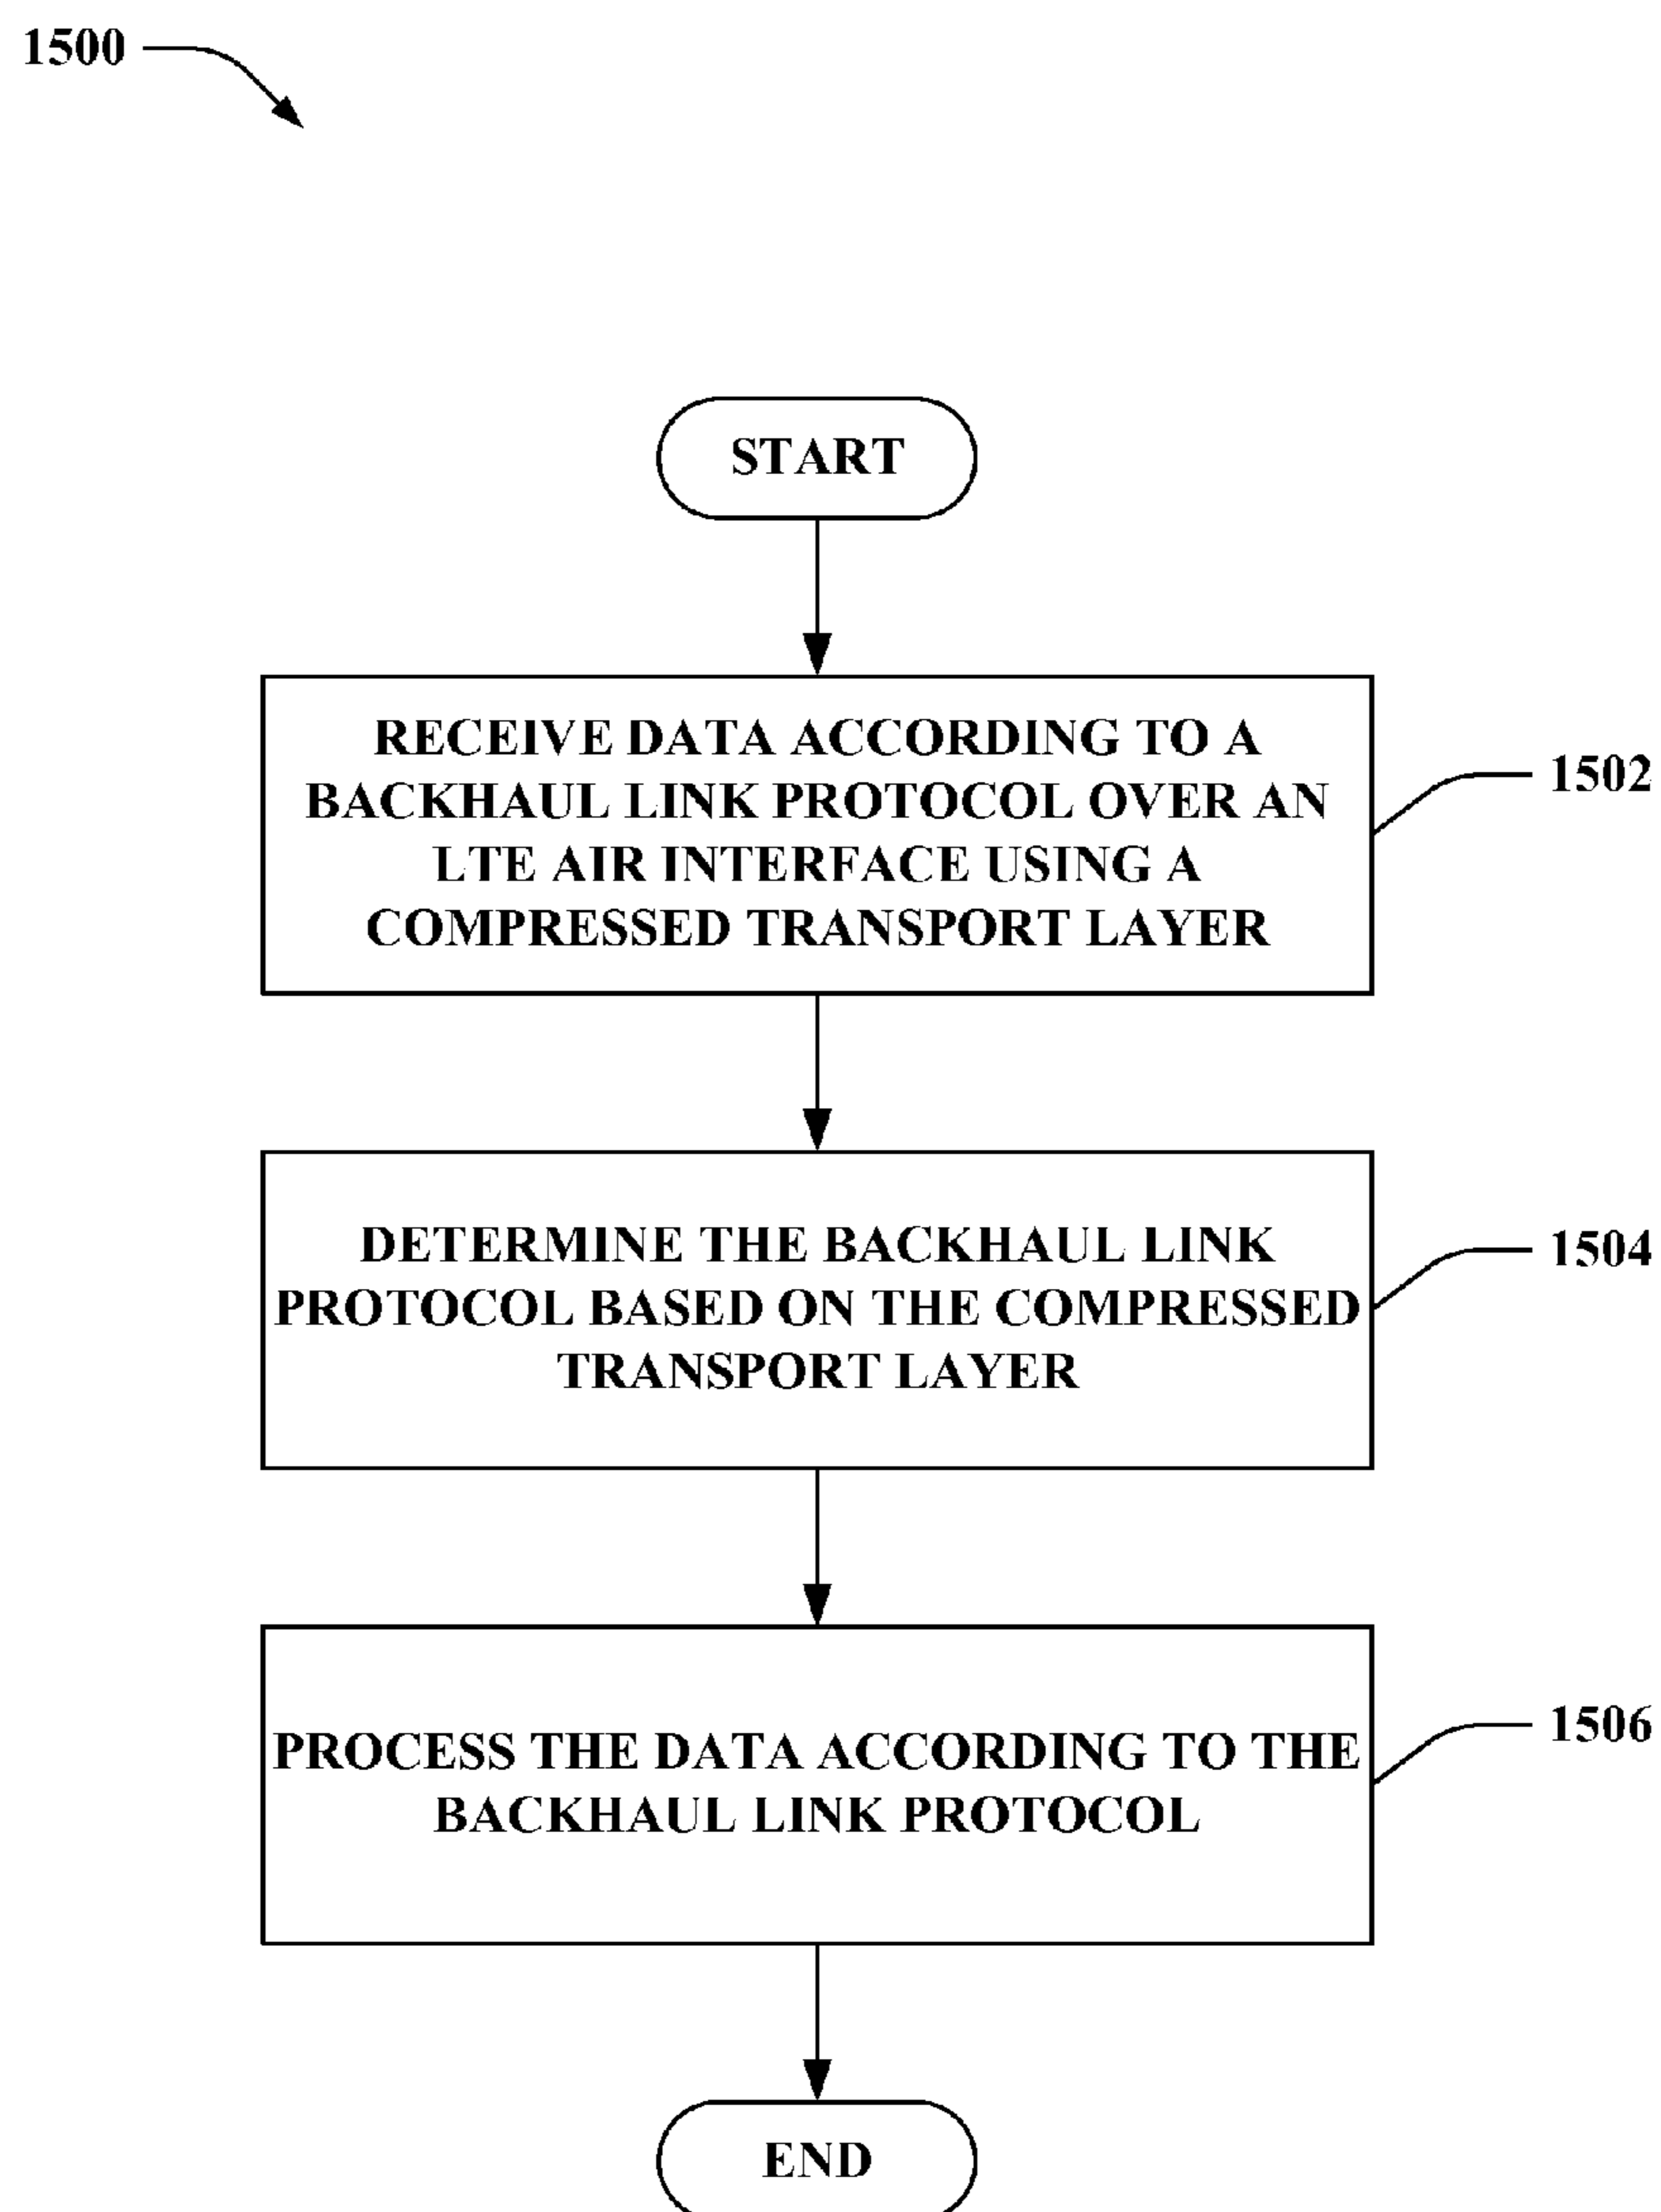 1500
START
RECEIVE DATA ACCORDING TO A
BACKHAUL LINK PROTOCOL OVER AN
LTE AIR INTERFACE USING A
COMPRESSED TRANSPORT LAYER
1502
DETERMINE THE BACKHAUL LINK
PROTOCOL BASED ON THE COMPRESSED
TRANSPORT LAYER
1504
PROCESS THE DATA ACCORDING TO THE
BACKHAUL LINK PROTOCOL
1506
END